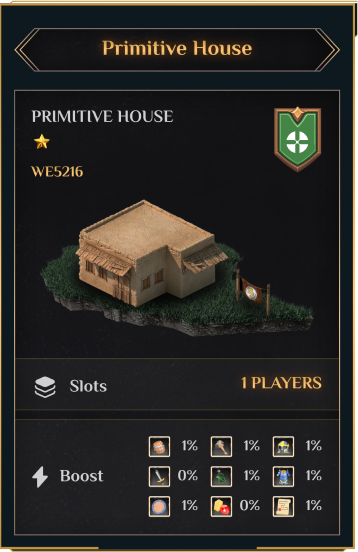 Primitive House
PRIMITIVE HOUSE
WE5216
Slots 1 PLAYERS
1% 1% 1%
Boost 0% 1% 1%
1% 0% 1%